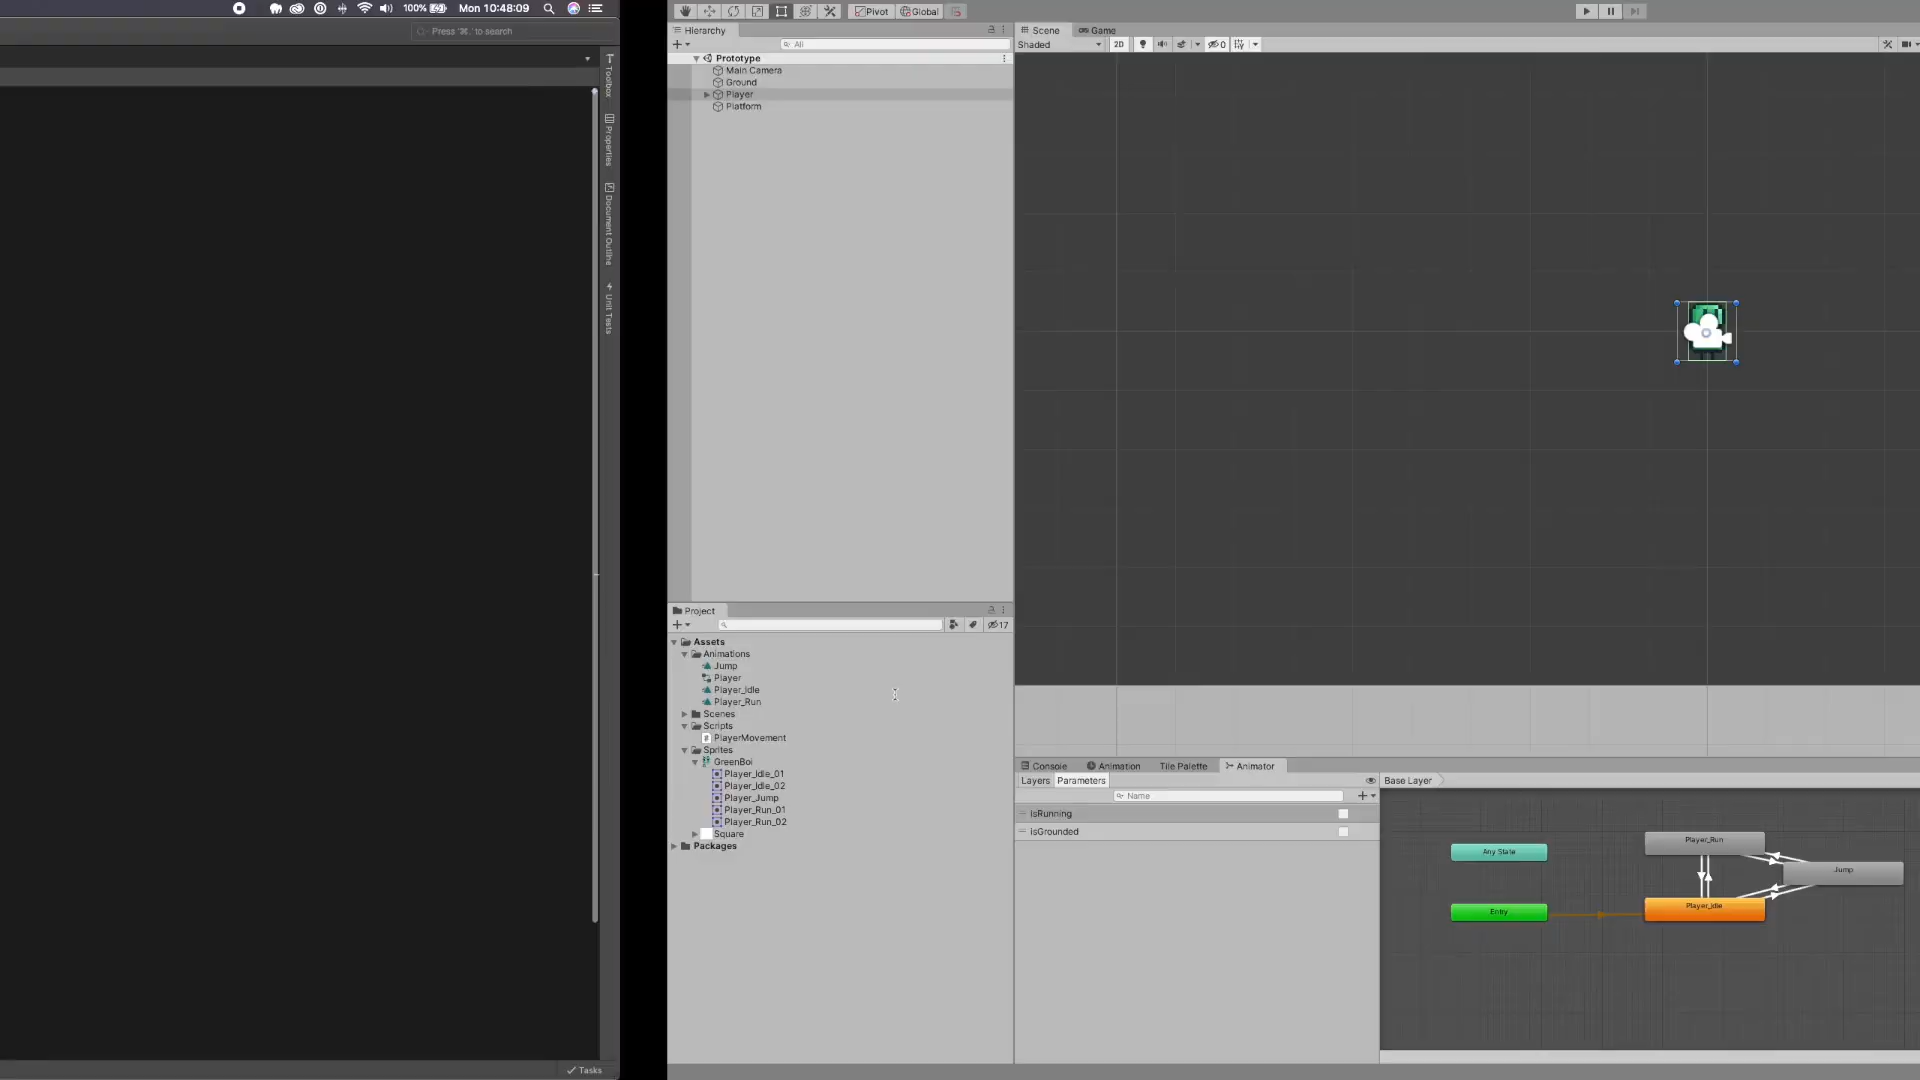 100%
Mon 10:48:09
Press '⌘.' to search
Toolbox
Properties
Document Outline
Unit Tests
Tasks
Pivot
Global
Hierarchy
All
Prototype
Main Camera
Ground
Player
Platform
Scene
Game
Shaded
2D
0
Project
17
Assets
Animations
Jump
Player
Player_Idle
Player_Run
Scenes
Scripts
PlayerMovement
Sprites
GreenBoi
Player_Idle_01
Player_Idle_02
Player_Jump
Player_Run_01
Player_Run_02
Square
Packages
Console
Animation
Tile Palette
Animator
Layers
Parameters
Base Layer
Name
isRunning
isGrounded
Any State
Entry
Player_Run
Jump
Player_Idle